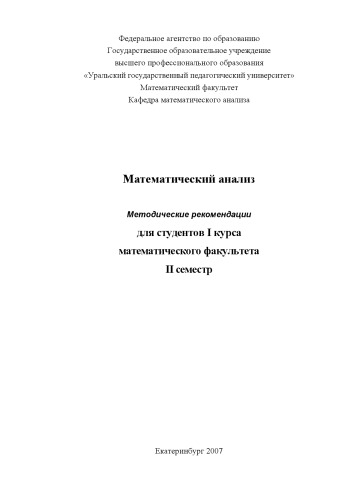 Федеральное агентство по образованию
Государственное образовательное учреждение
высшего профессионального образования
«Уральский государственный педагогический университет»
Математический факультет
Кафедра математического анализа
Математический анализ
Методические рекомендации
для студентов I курса
математического факультета
II семестр
Екатеринбург 2007